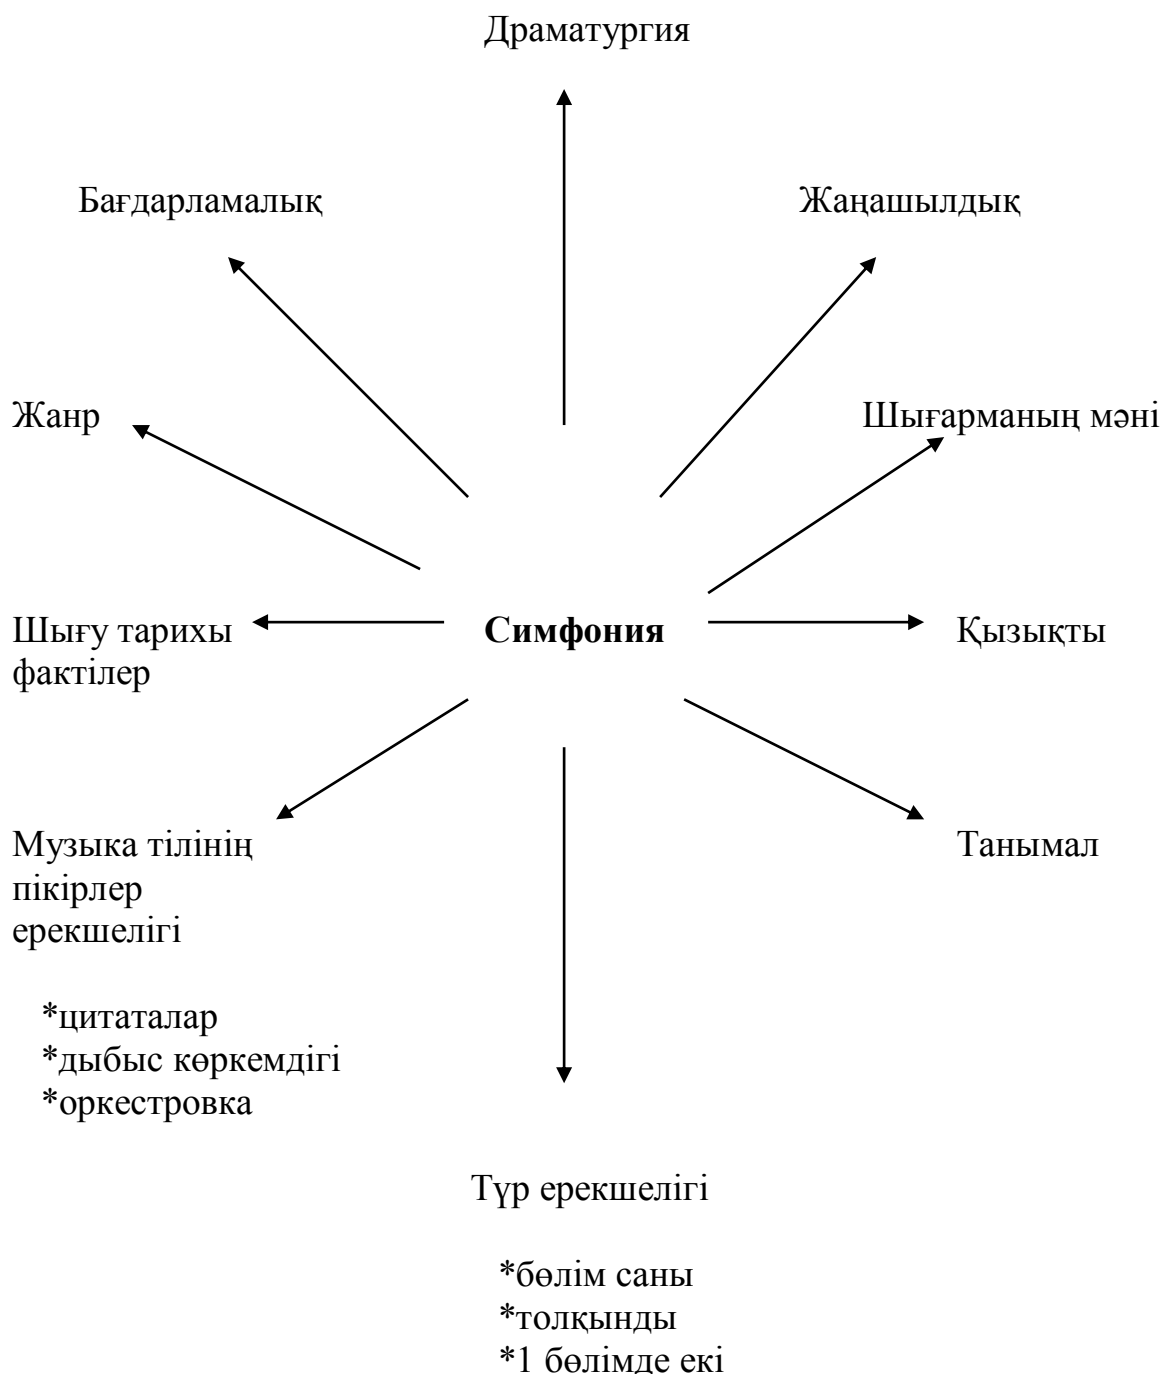 Драматургия
Бағдарламалық
Жаңашылдық
Жанр
Шығарманың мәні
Шығу тарихы
фактілер
Симфония
Қызықты
Музыка тілінің
пікірлер
ерекшелігі
Танымал
*цитаталар
*дыбыс көркемдігі
*оркестровка
Түр ерекшелігі
*бөлім саны
*толқынды
*1 бөлімде екі